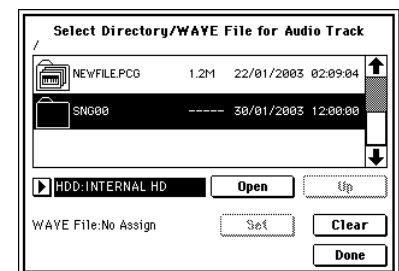 Select Directory/WAVE File for Audio Track
/
NEWFILE.PCG 1.2M 22/01/2003 02:09:04
SNG00 ----- 30/01/2003 12:00:00
HDD:INTERNAL HD Open Up
WAVE File:No Assign Set Clear
Done